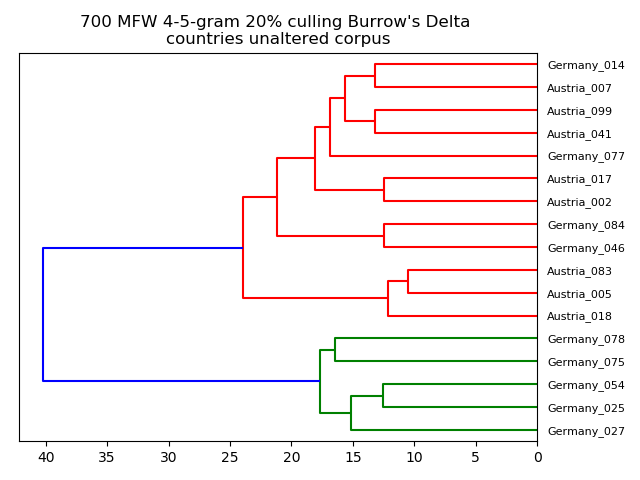 700 MFW 4-5-gram 20% culling Burrow's Delta
countries unaltered corpus
Germany_014
Austria_007
Austria_099
Austria_041
Germany_077
Austria_017
Austria_002
Germany_084
Germany_046
Austria_083
Austria_005
Austria_018
Germany_078
Germany_075
Germany_054
Germany_025
Germany_027
40 35 30 25 20 15 10 5 0